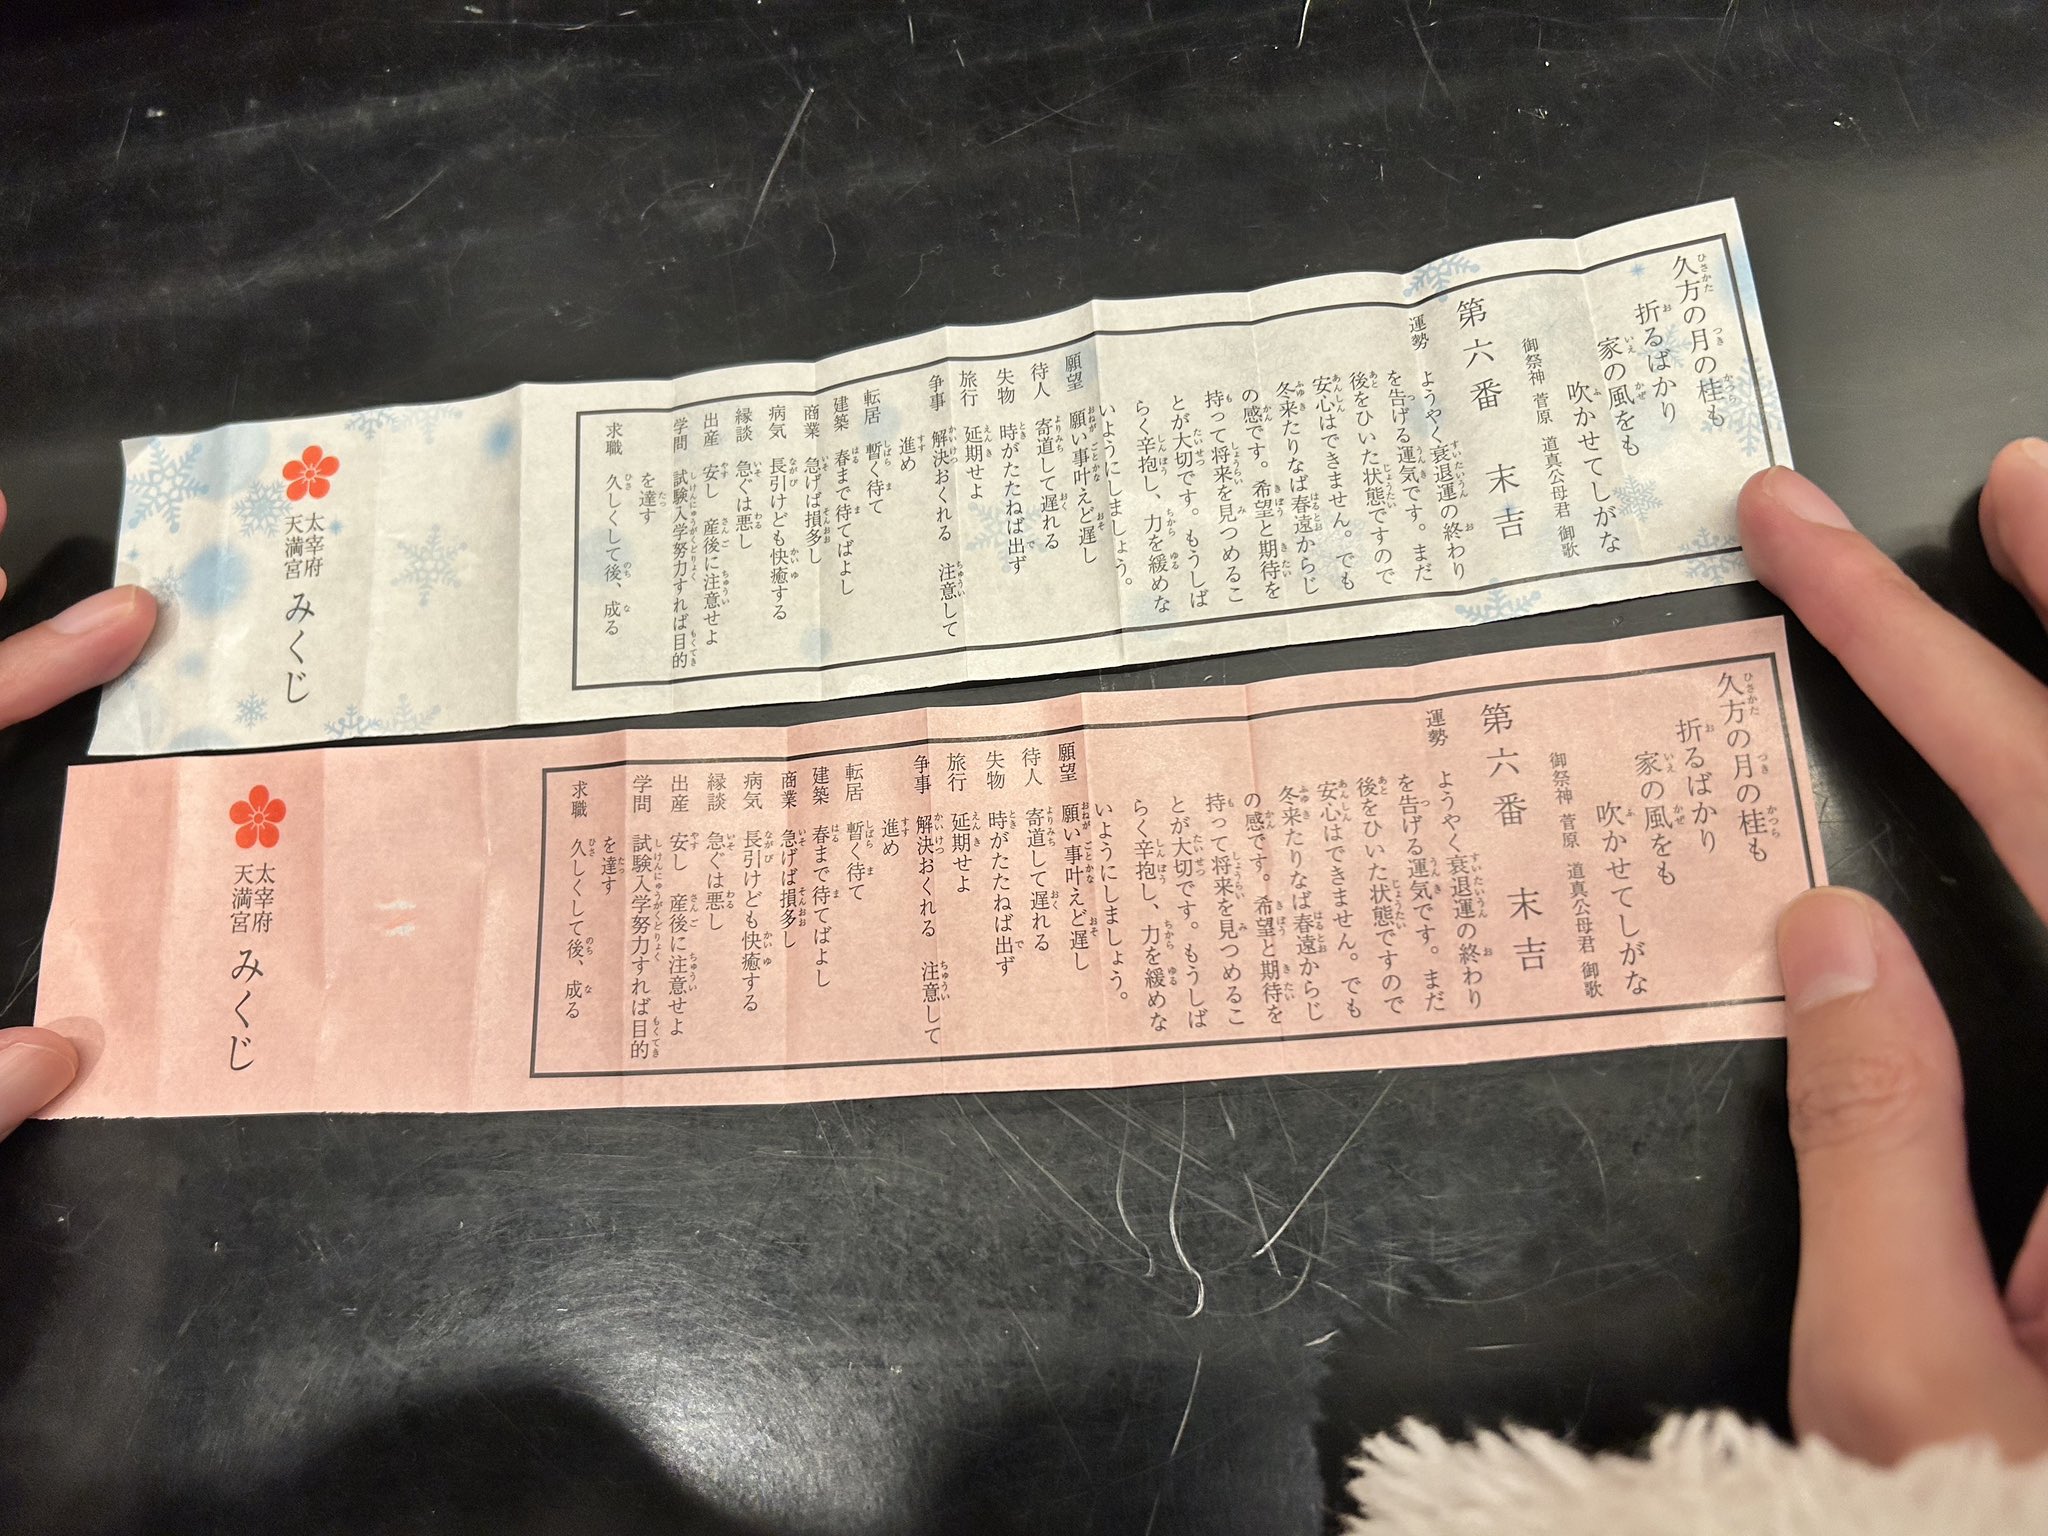 久方の月の桂も
折るばかり
家の風をも
吹かせてしがな
御祭神 菅原 道真公母君 御歌
第六番 末吉
運勢 ようやく衰退運の終わり
を告げる運気です。まだ
後をひいた状態ですので
安心はできません。でも
冬来たりなば春遠からじ
の感です。希望と期待を
持って将来を見つめるこ
とが大切です。もうしば
らく辛抱し、力を緩めな
いようにしましょう。
願望 願い事叶えど遅し
待人 寄道して遅れる
失物 時がたたねば出ず
旅行 延期せよ
争事 解決おくれる 注意して
進め
転居 暫く待て
建築 春まで待てばよし
商業 急げば損多し
病気 長引けども快癒する
縁談 急ぐは悪し
出産 安し 産後に注意せよ
学問 試験入学努力すれば目的
を達す
求職 久しくして後、成る
太宰府
天満宮 みくじ
久方の月の桂も
折るばかり
家の風をも
吹かせてしがな
御祭神 菅原 道真公母君 御歌
第六番 末吉
運勢 ようやく衰退運の終わり
を告げる運気です。まだ
後をひいた状態ですので
安心はできません。でも
冬来たりなば春遠からじ
の感です。希望と期待を
持って将来を見つめるこ
とが大切です。もうしば
らく辛抱し、力を緩めな
いようにしましょう。
願望 願い事叶えど遅し
待人 寄道して遅れる
失物 時がたたねば出ず
旅行 延期せよ
争事 解決おくれる 注意して
進め
転居 暫く待て
建築 春まで待てばよし
商業 急げば損多し
病気 長引けども快癒する
縁談 急ぐは悪し
出産 安し 産後に注意せよ
学問 試験入学努力すれば目的
を達す
求職 久しくして後、成る
太宰府
天満宮 みくじ